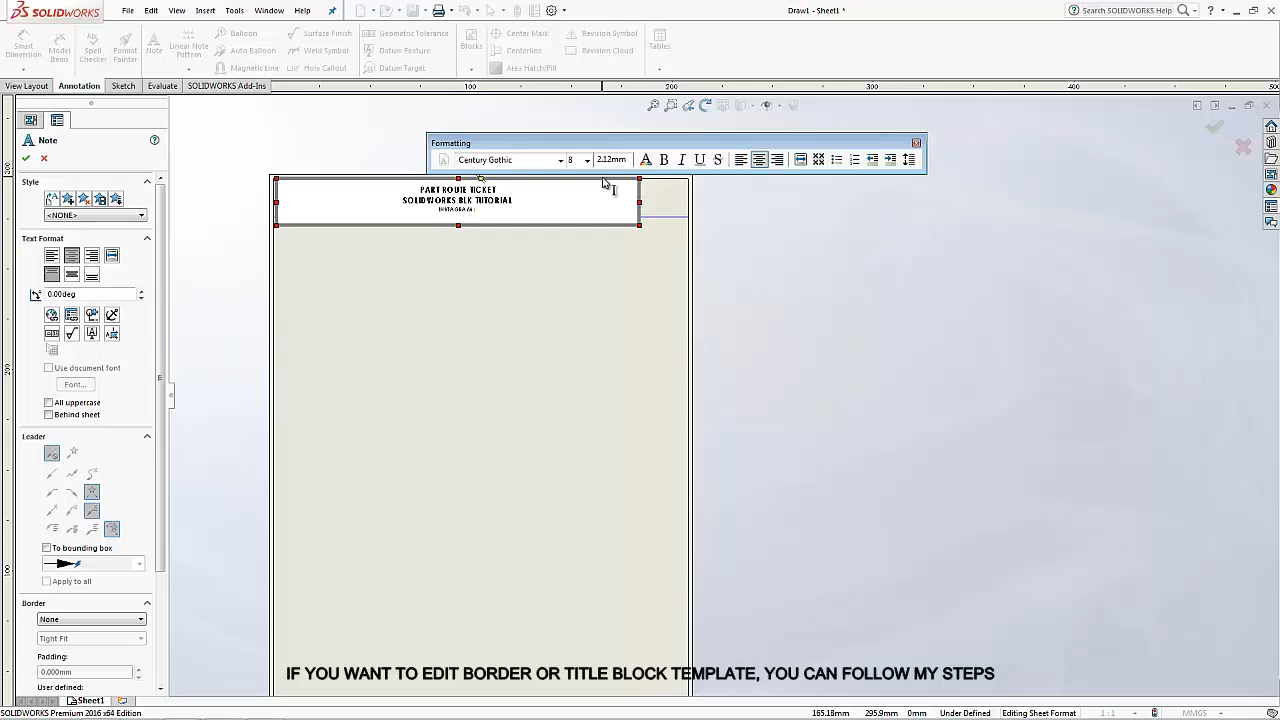 SOLIDWORKS
File Edit View Insert Tools Window Help
Drawl - Sheet1 *
Search SOLIDWORKS Help
Smart Dimension
Model Items
Spell Checker
Format Painter
Note
Linear Note Pattern
Balloon
Auto Balloon
Magnetic Line
Surface Finish
Weld Symbol
Hole Callout
Geometric Tolerance
Datum Feature
Datum Target
Blocks
Center Mark
Centerline
Area Hatch/Fill
Revision Symbol
Revision Cloud
Tables
View Layout Annotation Sketch Evaluate SOLIDWORKS Add-Ins
100 200 300 400 500
Note
Style
<NONE>
Text Format
0.00deg
Use document font
Font...
All uppercase
Behind sheet
Leader
To bounding box
Apply to all
Border
None
Tight Fit
Padding:
0.000mm
User defined:
300
200
100
Formatting
Century Gothic 8 2.12mm
PART ROUTE TICKET
SOLIDWORKS BLK TUTORIAL
IF YOU WANT TO EDIT BORDER OR TITLE BLOCK TEMPLATE, YOU CAN FOLLOW MY STEPS
Sheet1
SOLIDWORKS Premium 2016 x64 Edition
165.18mm 295.9mm 0mm Under Defined Editing Sheet Format 1 : 1 MMGS